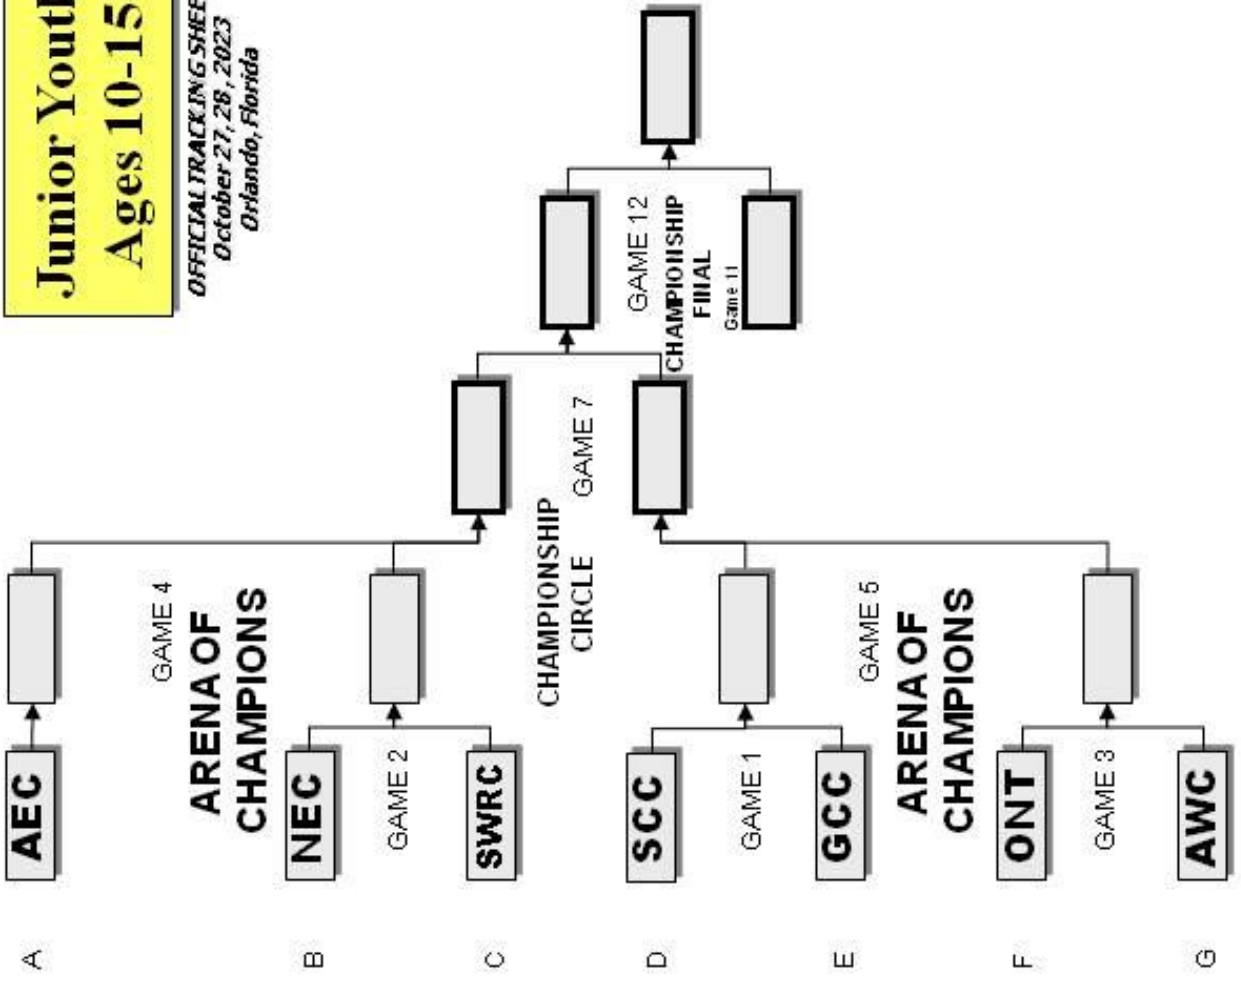 Junior Youth
Ages 10-15
OFFICIAL TRACKING SHEE
October 27, 28, 2023
Orlando, Florida
A
AEC
GAME 4
ARENA OF
CHAMPIONS
B
NEC
GAME 2
C
SWRC
CHAMPIONSHIP
CIRCLE
GAME 7
GAME 12
CHAMPIONSHIP
FINAL
Game 11
D
SCC
GAME 1
E
GCC
GAME 5
ARENA OF
CHAMPIONS
F
ONT
GAME 3
G
AWC